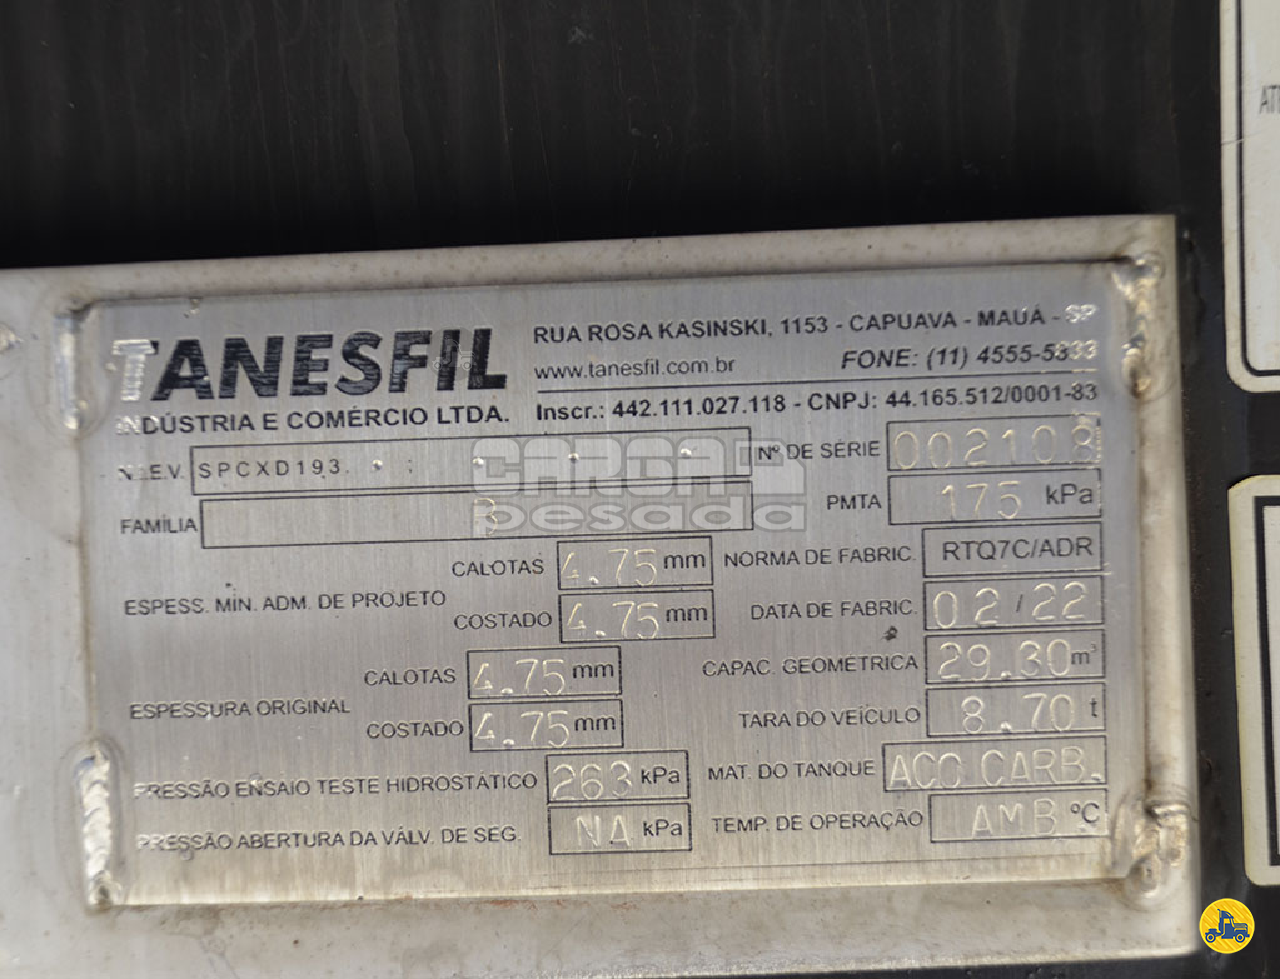 TANESFIL
INDÚSTRIA E COMÉRCIO LTDA.
RUA ROSA KASINSKI, 1153 - CAPUAVA - MAUÁ - SP
www.tanesfil.com.br FONE: (11) 4555-5333
Inscr.: 442.111.027.118 - CNPJ: 44.165.512/0001-83
N.I.E.V. SPCXD193. Nº DE SÉRIE 002108
FAMÍLIA PMTA 175 kPa
CARGA
pesada
ESPESS. MÍN. ADM. DE PROJETO
CALOTAS 4.75 mm NORMA DE FABRIC. RTQ7C/ADR
COSTADO 4.75 mm DATA DE FABRIC. 02/22
ESPESSURA ORIGINAL
CALOTAS 4.75 mm CAPAC. GEOMÉTRICA 29.30 m³
COSTADO 4.75 mm TARA DO VEÍCULO 8.70 t
PRESSÃO ENSAIO TESTE HIDROSTÁTICO 263 kPa MAT. DO TANQUE ACO CARB.
PRESSÃO ABERTURA DA VÁLV. DE SEG. NA kPa TEMP. DE OPERAÇÃO AMB ºC